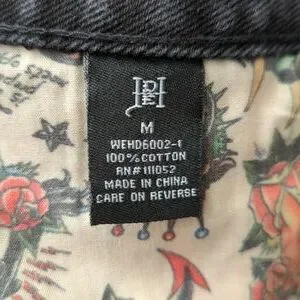 M
WEHD6002-1
100% COTTON
RN# 111052
MADE IN CHINA
CARE ON REVERSE